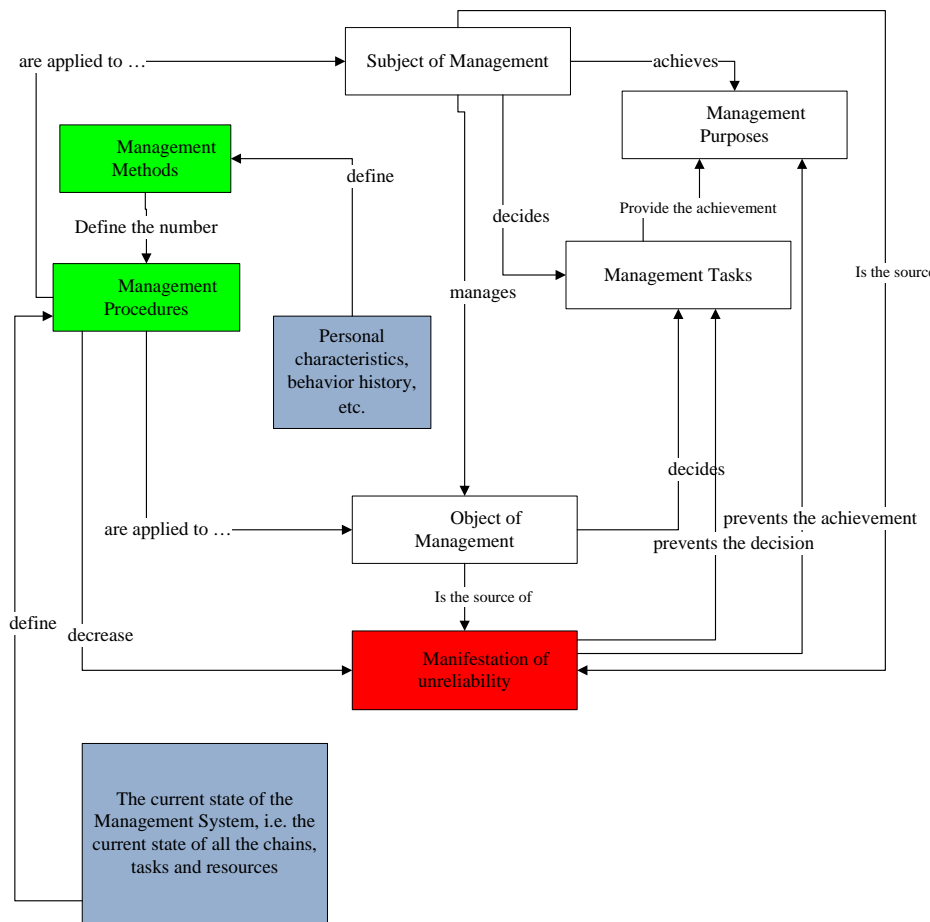 are applied to …
Subject of Management
achieves
Management
Purposes
Management
Methods
define
Define the number
decides
Provide the achievement
Management
Procedures
Management Tasks
Is the source
manages
Personal
characteristics,
behavior history,
etc.
decides
are applied to …
Object of
Management
prevents the achievement
prevents the decision
Is the source of
define
decrease
Manifestation of
unreliability
The current state of the
Management System, i.e. the
current state of all the chains,
tasks and resources